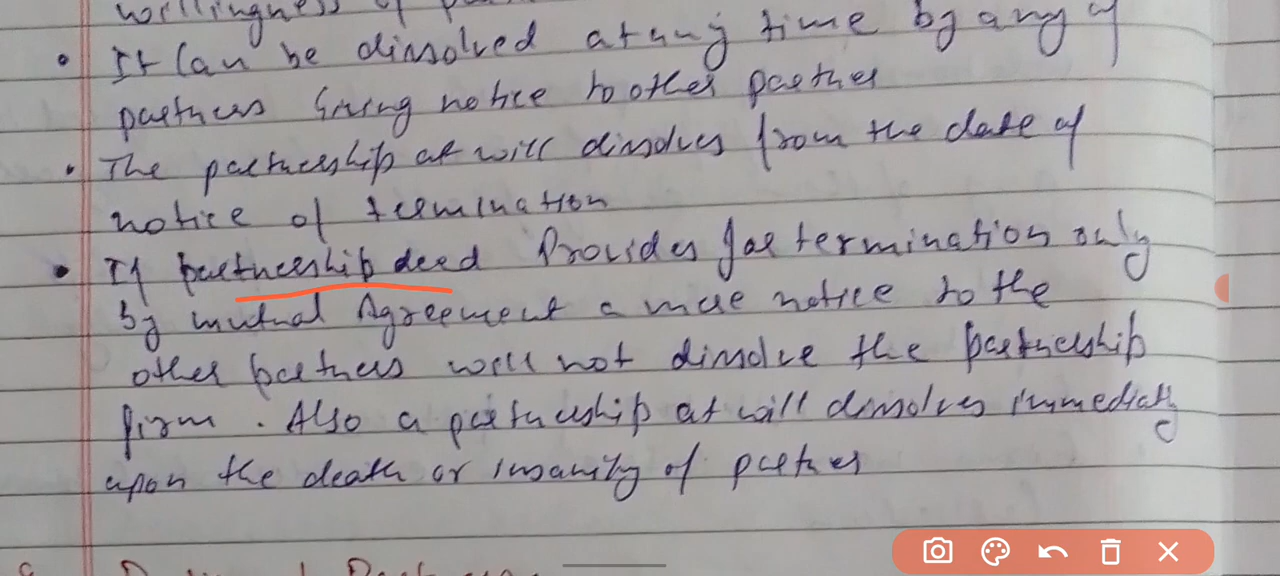 willingness of
• It can be dissolved at any time by any of
partners Giving notice to other partner
• The partnership at will dissolves from the date of
notice of termination
• If partnership deed Provides for termination only
by mutual Agreement a mere notice to the
other partners will not dissolve the partnership
firm. Also a partnership at will dissolves immediately
upon the death or insanity of partner